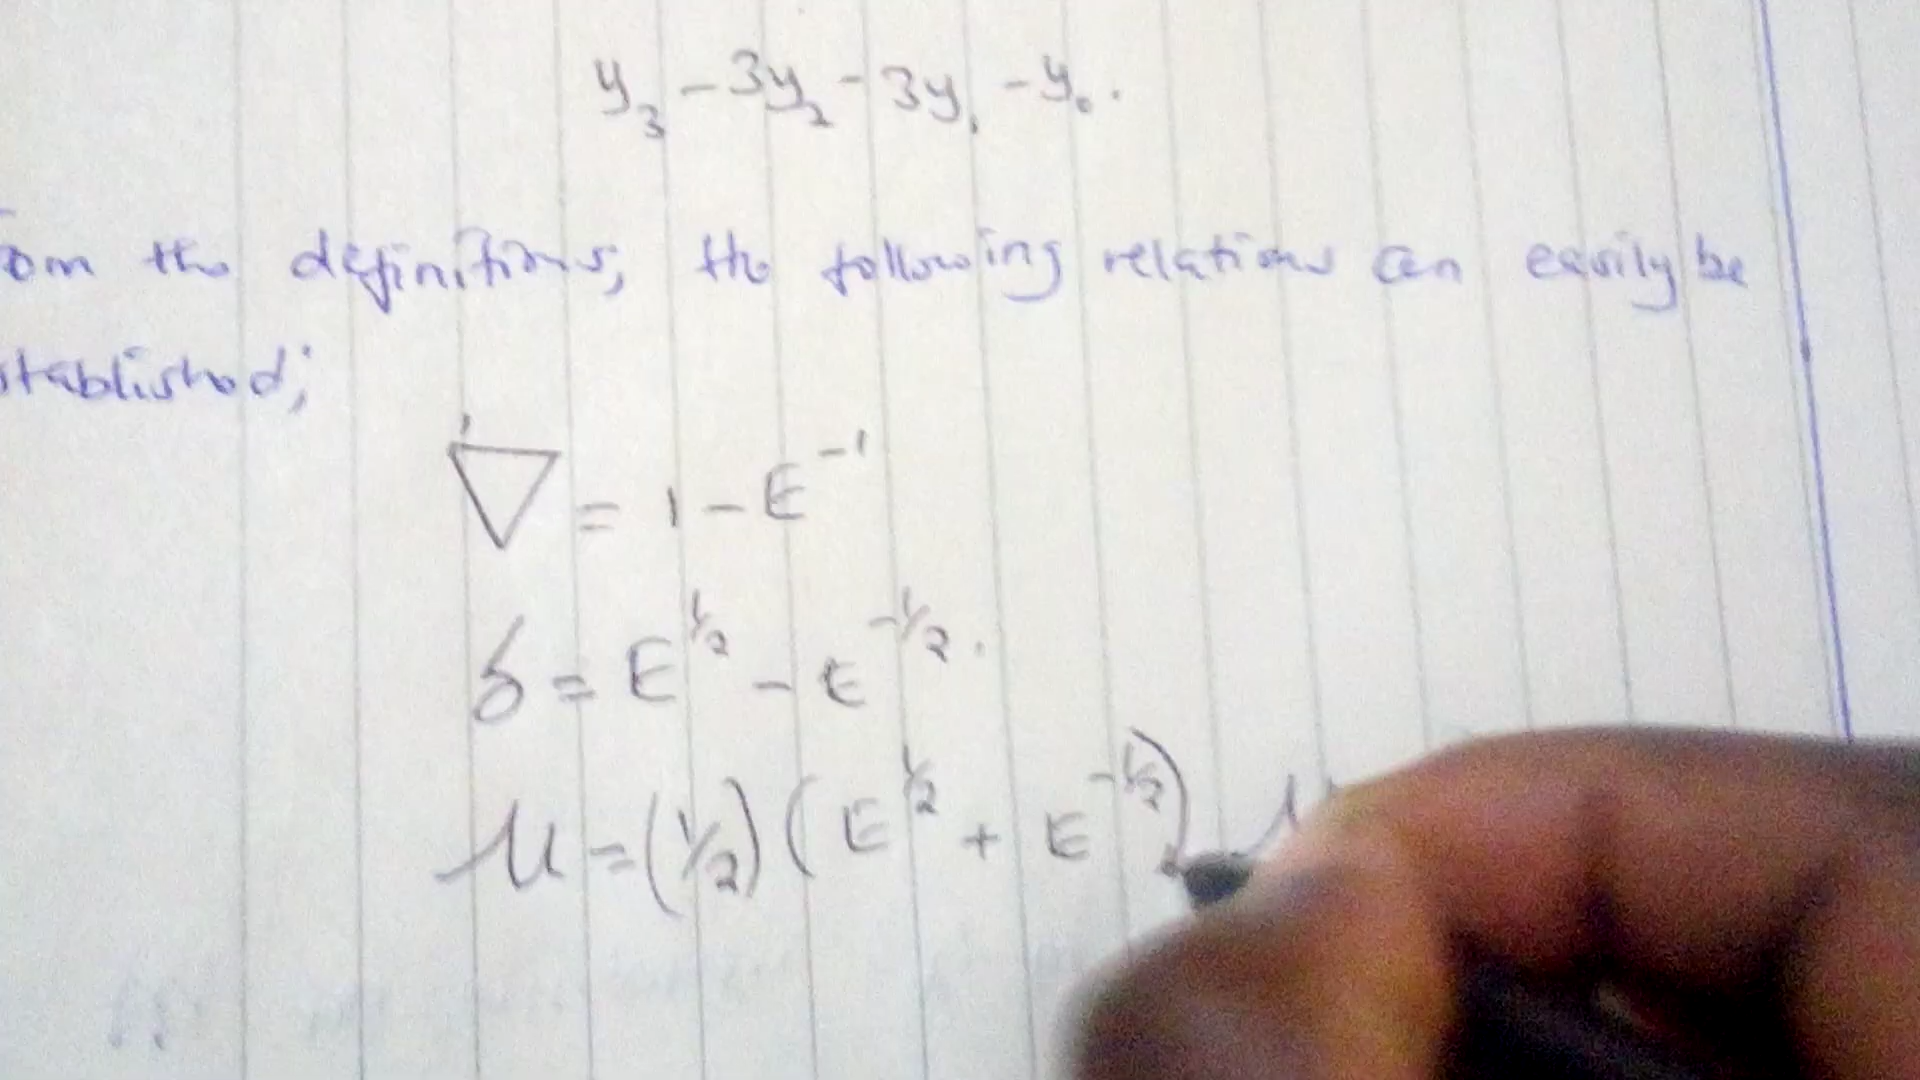 y₃ - 3y₂ - 3y₁ - y₀.
om the definitions, the following relations can easily be
stablished;
▽ = 1 - E⁻¹
δ = E^½ - E^-½.
μ = (½)(E^½ + E^-½)